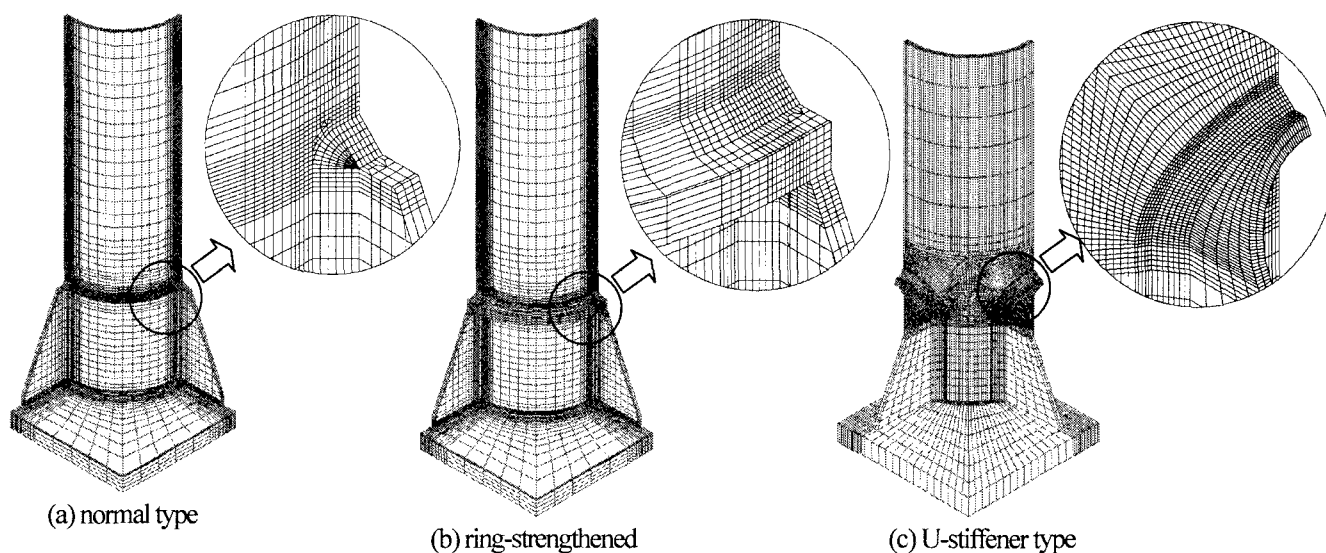 (a) normal type
(b) ring-strengthened
(c) U-stiffener type